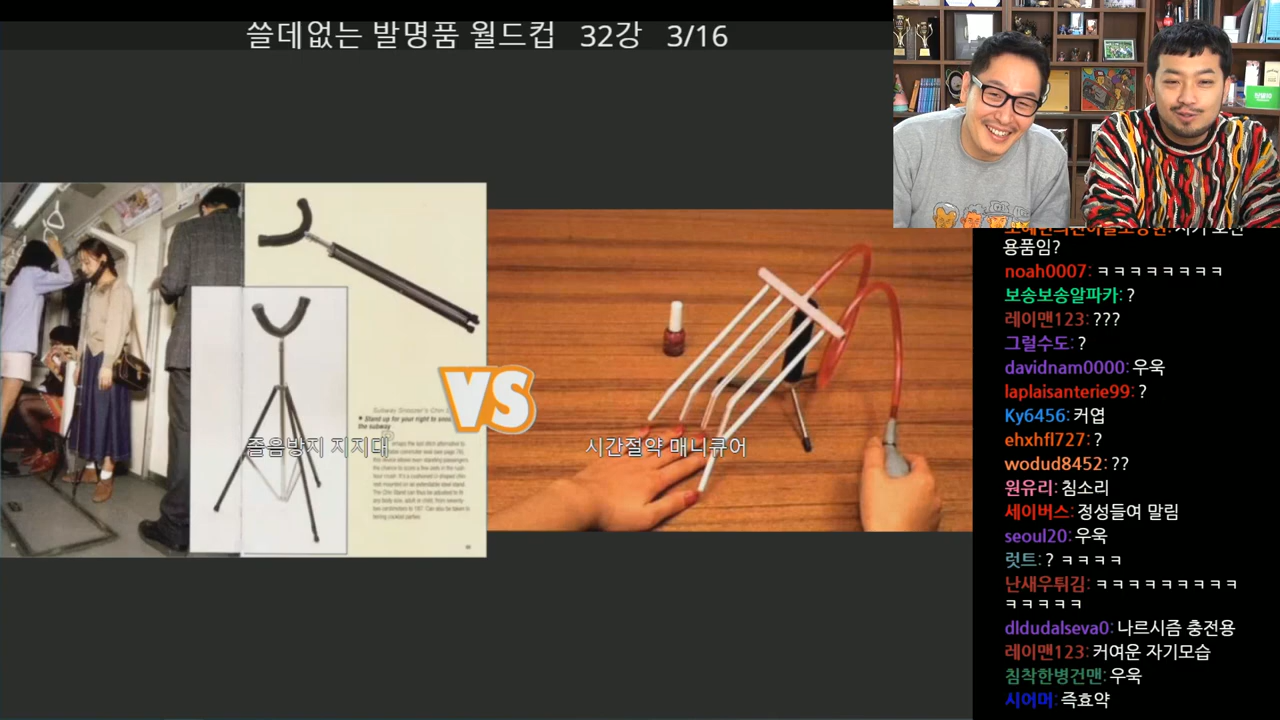 쓸데없는 발명품 월드컵 32강 3/16
Subway Snoozer's Chin
Stand up for your right to
the subway
졸음방지 지지대
VS
시간절약 매니큐어
용품임?
noah0007: ㅋㅋㅋㅋㅋㅋㅋㅋ
보송보송알파카: ?
레이맨123: ???
그럴수도: ?
davidnam0000: 우욱
laplaisanterie99: ?
Ky6456: 커엽
ehxhfl727: ?
wodud8452: ??
원유리: 침소리
세이버스: 정성들여 말림
seoul20: 우욱
럿트: ? ㅋㅋㅋㅋ
난새우튀김: ㅋㅋㅋㅋㅋㅋㅋㅋㅋ
ㅋㅋㅋㅋㅋ
dldudalseva0: 나르시즘 충전용
레이맨123: 커여운 자기모습
침착한병건맨: 우욱
시어머: 즉효약